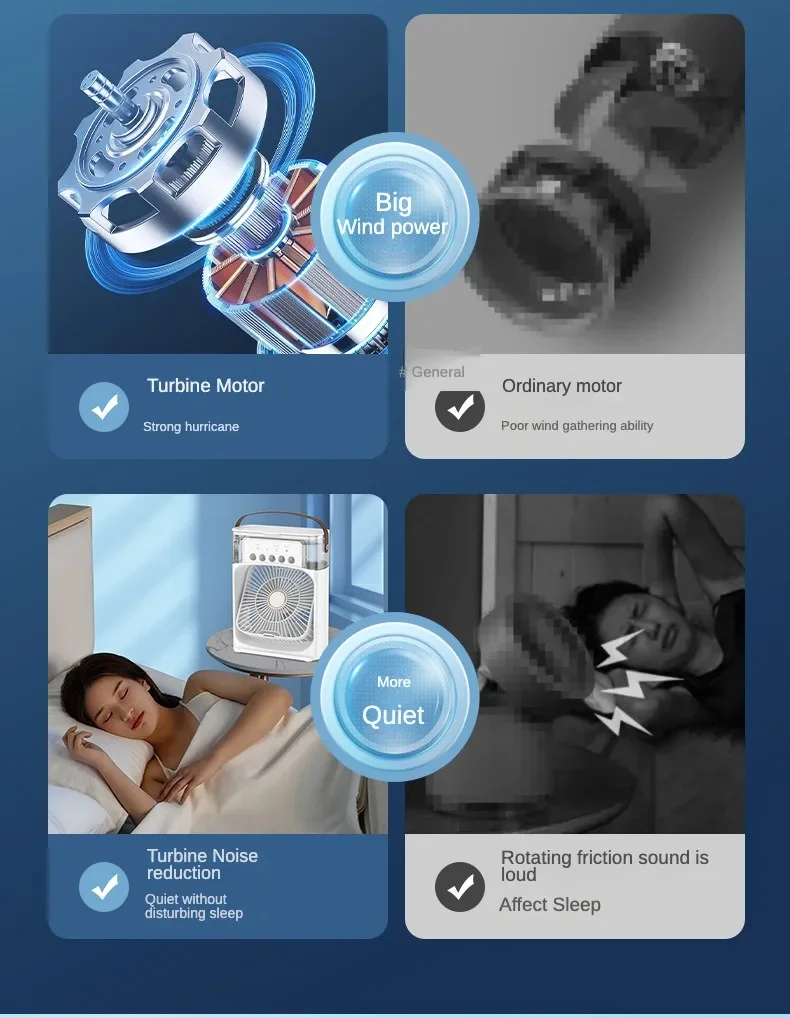 Big
Wind power
# General
Turbine Motor
Ordinary motor
Strong hurricane
Poor wind gathering ability
More
Quiet
Turbine Noise
reduction
Quiet without
disturbing sleep
Rotating friction sound is
loud
Affect Sleep